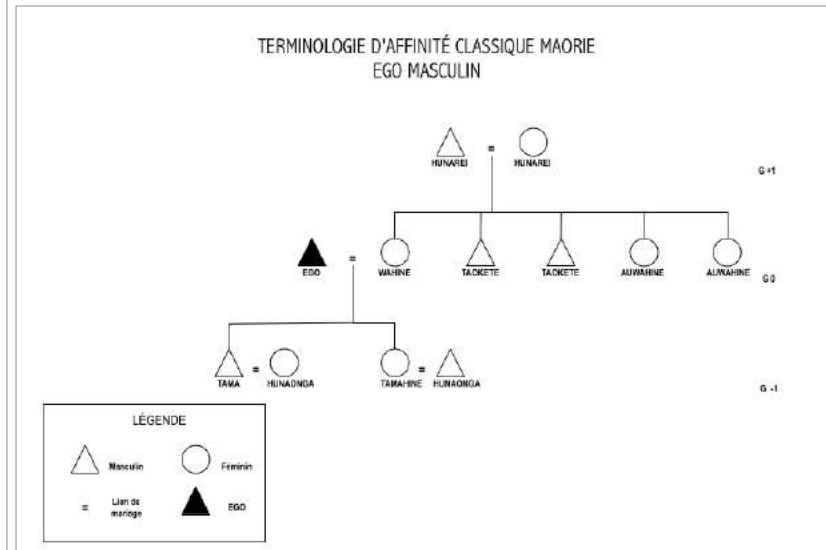 TERMINOLOGIE D'AFFINITÉ CLASSIQUE MAORIE
EGO MASCULIN
HUNAREI = HUNAREI
G +1
EGO = WAHINE TAOKETE TAOKETE AUWAHINE AUWAHINE
G 0
TAMA = HUNAONGA TAMAHINE = HUNAONGA
G -1
LÉGENDE
Masculin Féminin
= Lien de
mariage
EGO